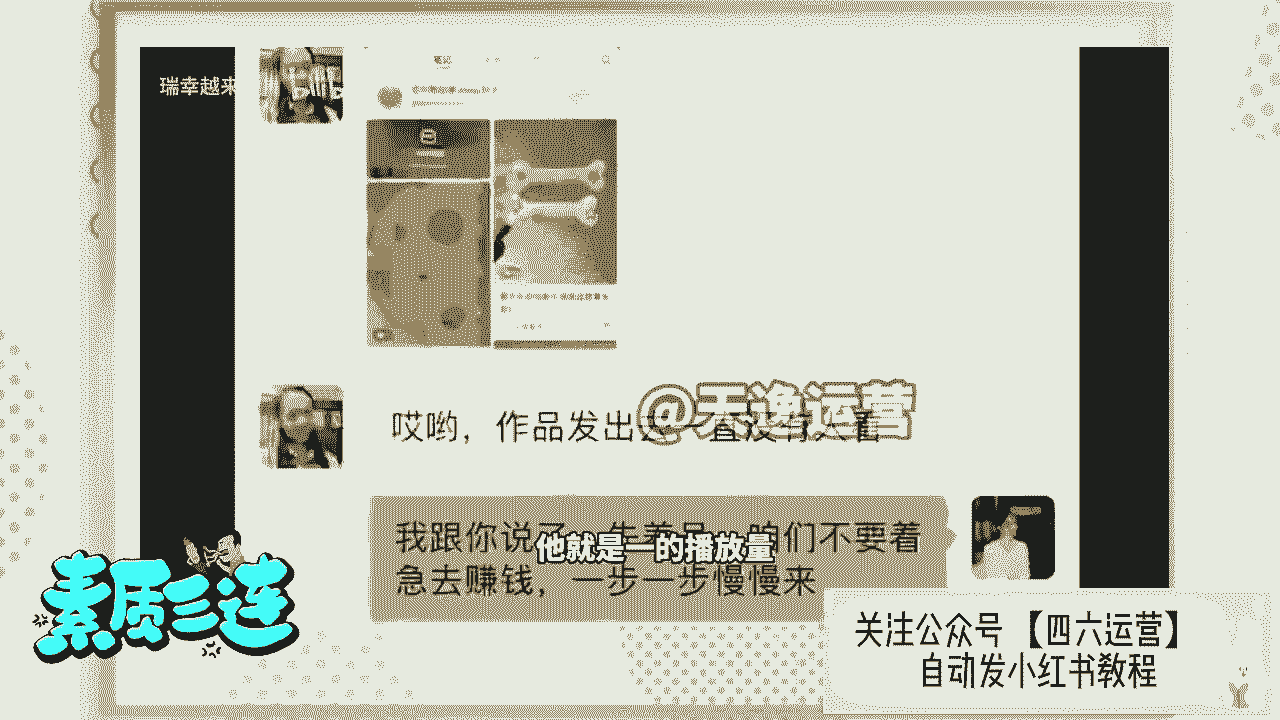 瑞幸越来
笔记
@天逸运营
哎哟，作品发出去一直没有人看
我跟你说了，先养号，咱们不要着
急去赚钱，一步一步慢慢来
他就是一的播放量
素质三连
关注公众号【四六运营】
自动发小红书教程